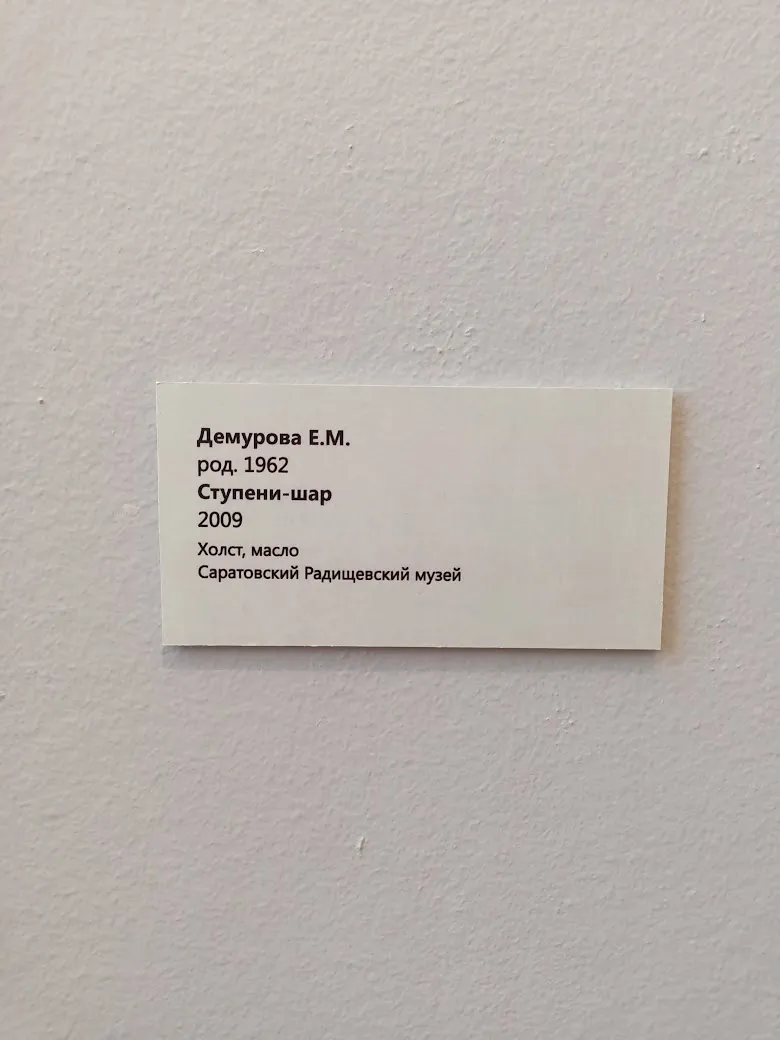 Демурова Е.М.
род. 1962
Ступени-шар
2009
Холст, масло
Саратовский Радищевский музей